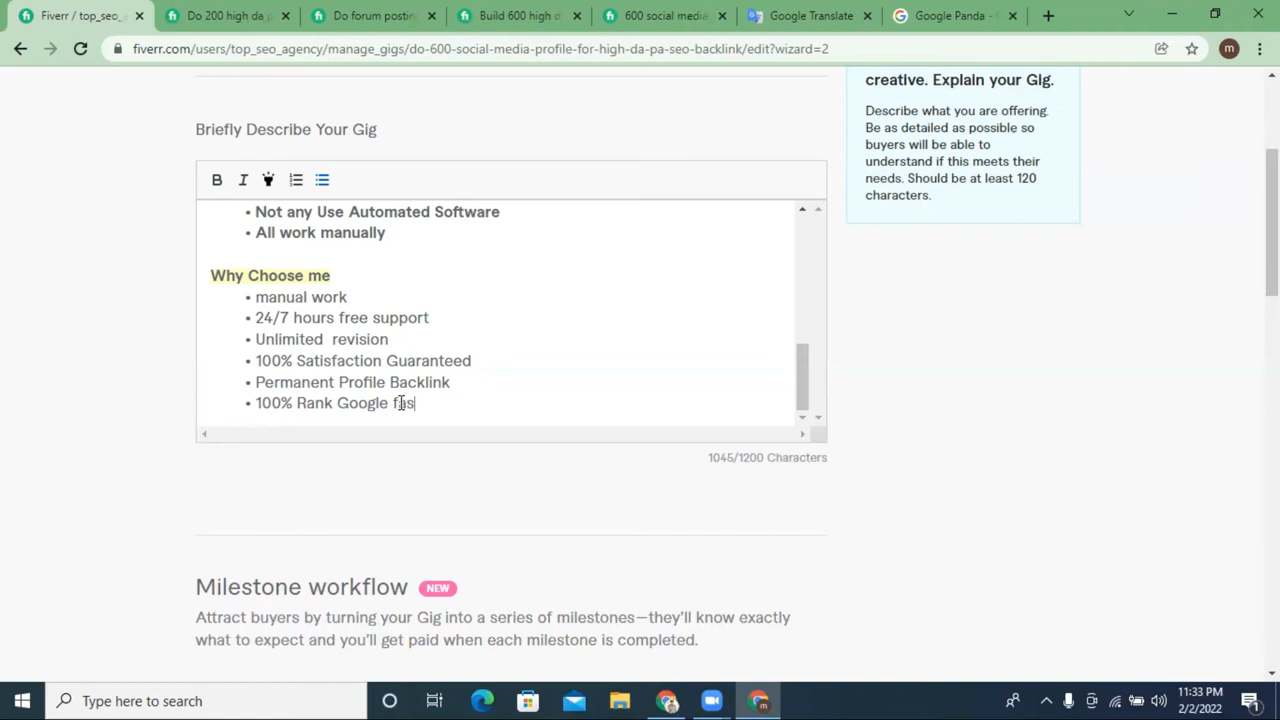 Fiverr / top_seo_a
Do 200 high da p
Do forum posting
Build 600 high d
600 social media
Google Translate
Google Panda -
fiverr.com/users/top_seo_agency/manage_gigs/do-600-social-media-profile-for-high-da-pa-seo-backlink/edit?wizard=2
m
creative. Explain your Gig.
Describe what you are offering.
Be as detailed as possible so
buyers will be able to
understand if this meets their
needs. Should be at least 120
characters.
Briefly Describe Your Gig
B I
• Not any Use Automated Software
• All work manually
Why Choose me
• manual work
• 24/7 hours free support
• Unlimited  revision
• 100% Satisfaction Guaranteed
• Permanent Profile Backlink
• 100% Rank Google fas
1045/1200 Characters
Milestone workflow NEW
Attract buyers by turning your Gig into a series of milestones—they'll know exactly
what to expect and you'll get paid when each milestone is completed.
Type here to search
11:33 PM
2/2/2022